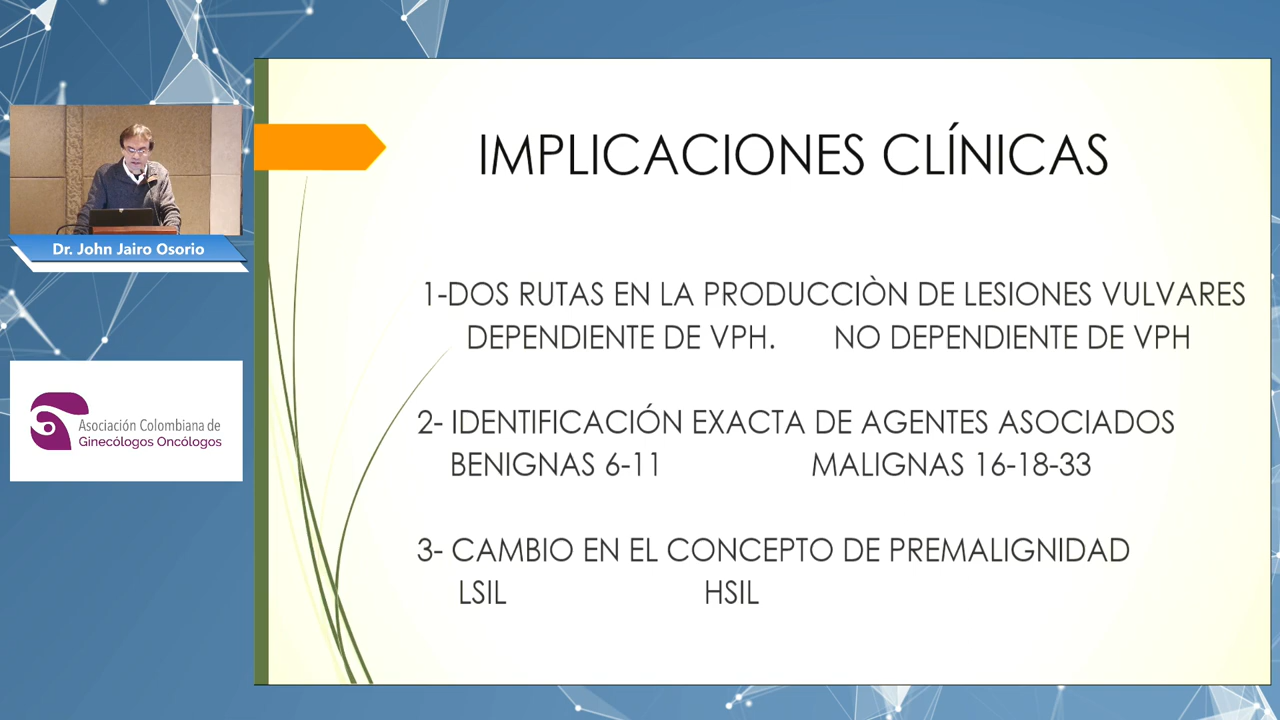 IMPLICACIONES CLÍNICAS
Dr. John Jairo Osorio
1-DOS RUTAS EN LA PRODUCCIÒN DE LESIONES VULVARES
DEPENDIENTE DE VPH. NO DEPENDIENTE DE VPH
Asociación Colombiana de
Ginecólogos Oncólogos
2- IDENTIFICACIÓN EXACTA DE AGENTES ASOCIADOS
BENIGNAS 6-11 MALIGNAS 16-18-33
3- CAMBIO EN EL CONCEPTO DE PREMALIGNIDAD
LSIL HSIL